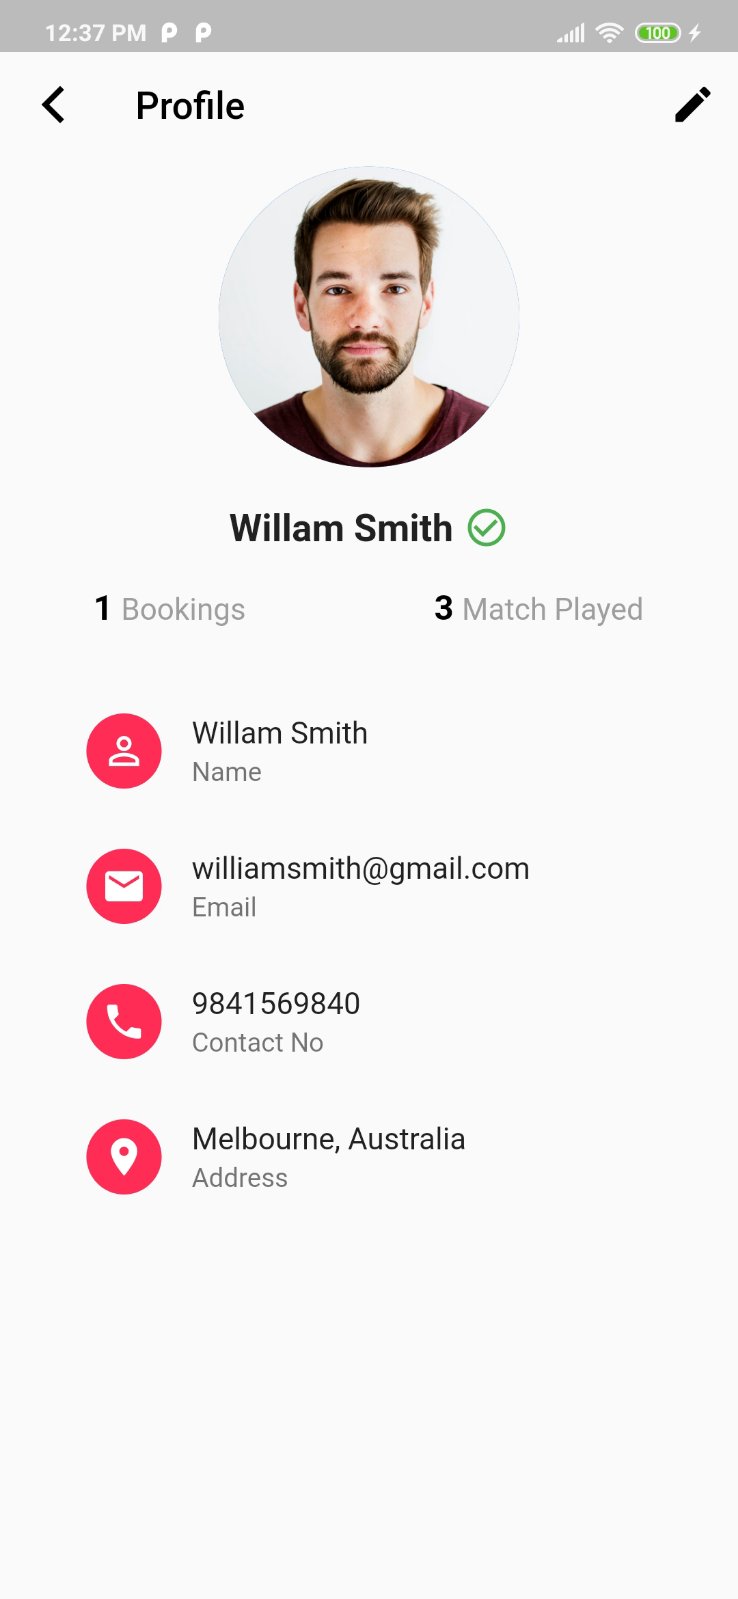 12:37 PM
100
Profile
Willam Smith
1 Bookings
3 Match Played
Willam Smith
Name
williamsmith@gmail.com
Email
9841569840
Contact No
Melbourne, Australia
Address